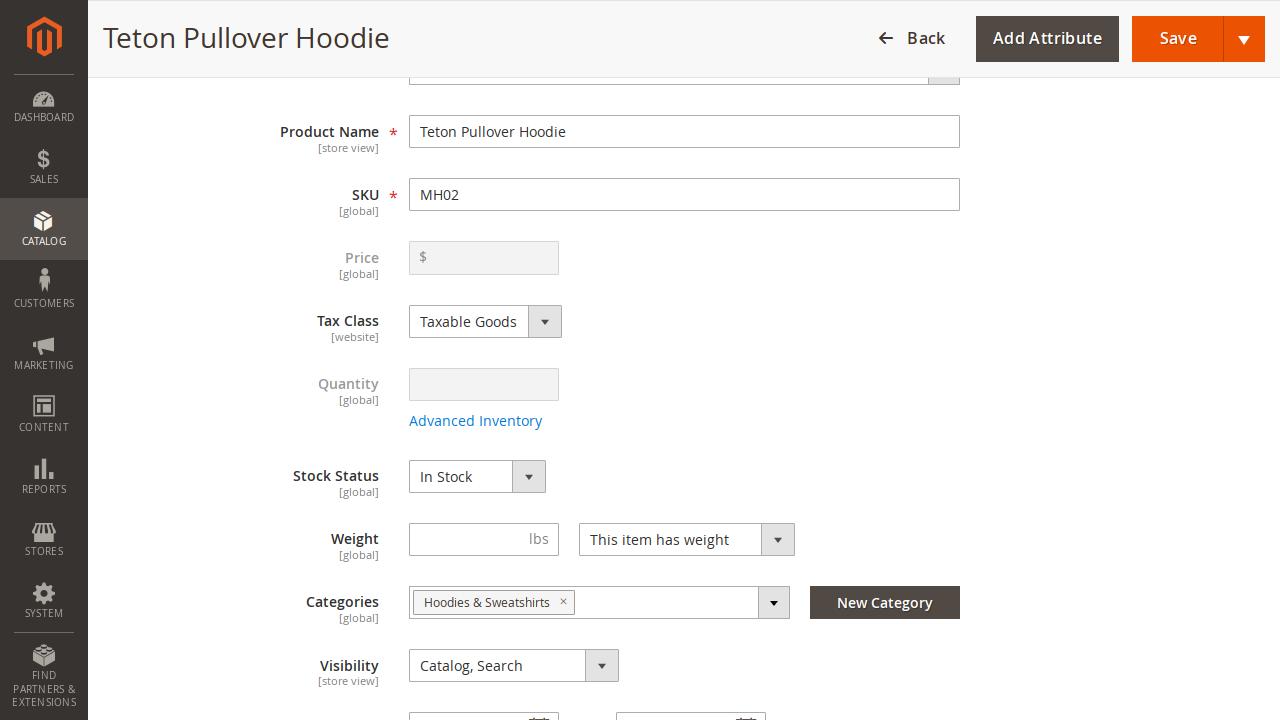 Teton Pullover Hoodie
Back
Add Attribute
Save
DASHBOARD
SALES
CATALOG
CUSTOMERS
MARKETING
CONTENT
REPORTS
STORES
SYSTEM
FIND
PARTNERS &
EXTENSIONS
Product Name *
[store view]
Teton Pullover Hoodie
SKU *
[global]
MH02
Price
[global]
$
Tax Class
[website]
Taxable Goods
Quantity
[global]
Advanced Inventory
Stock Status
[global]
In Stock
Weight
[global]
lbs
This item has weight
Categories
[global]
Hoodies & Sweatshirts ×
New Category
Visibility
[store view]
Catalog, Search